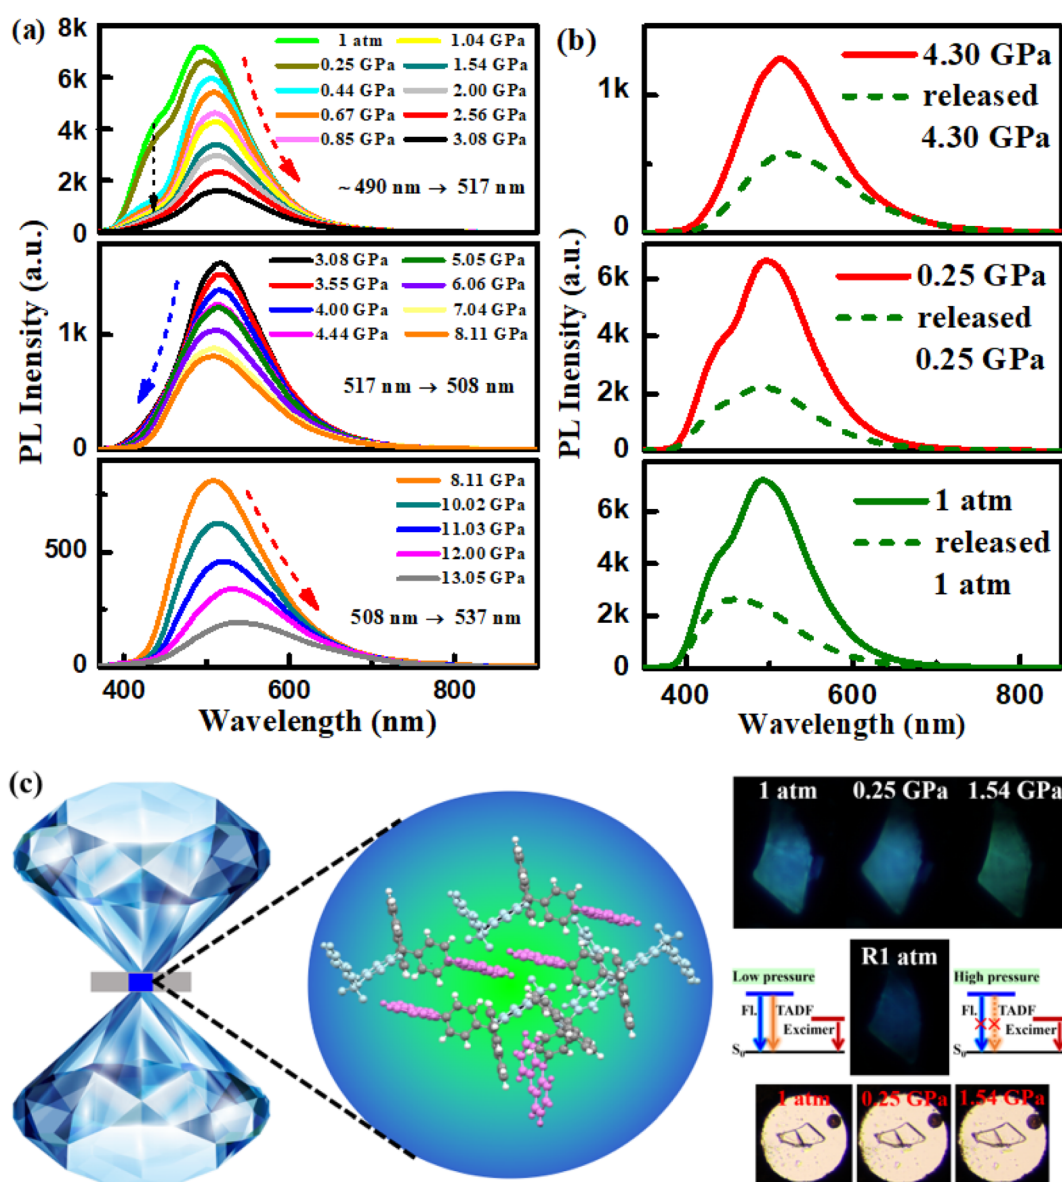 (a)
8k
6k
4k
2k
0
1 atm
0.25 GPa
0.44 GPa
0.67 GPa
0.85 GPa
1.04 GPa
1.54 GPa
2.00 GPa
2.56 GPa
3.08 GPa
~ 490 nm → 517 nm
PL Inensity (a.u.)
1k
0
3.08 GPa
3.55 GPa
4.00 GPa
4.44 GPa
5.05 GPa
6.06 GPa
7.04 GPa
8.11 GPa
517 nm → 508 nm
500
0
8.11 GPa
10.02 GPa
11.03 GPa
12.00 GPa
13.05 GPa
508 nm → 537 nm
400 600 800
Wavelength (nm)
(b)
1k
0
4.30 GPa
released
4.30 GPa
PL Inensity (a.u.)
6k
4k
2k
0
0.25 GPa
released
0.25 GPa
6k
4k
2k
0
1 atm
released
1 atm
400 600 800
Wavelength (nm)
(c)
1 atm 0.25 GPa 1.54 GPa
R1 atm
Low pressure
Fl. TADF
Excimer
S₀
High pressure
Fl. TADF
Excimer
S₀
1 atm 0.25 GPa 1.54 GPa